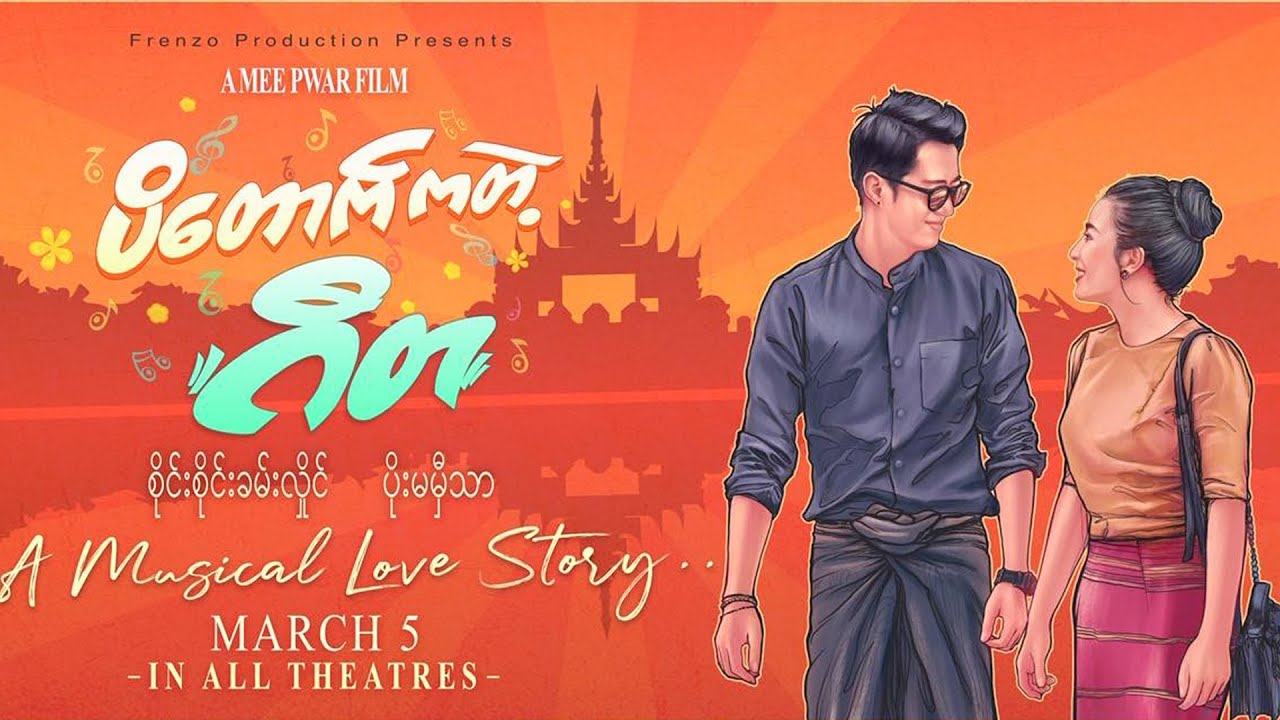 Frenzo Production Presents
A MEE PWAR FILM
ပိတောက်ကတဲ့
ဂီတ
စိုင်းစိုင်းခမ်းလှိုင် ပိုးမမှီသာ
A Musical Love Story..
MARCH 5
-IN ALL THEATRES-